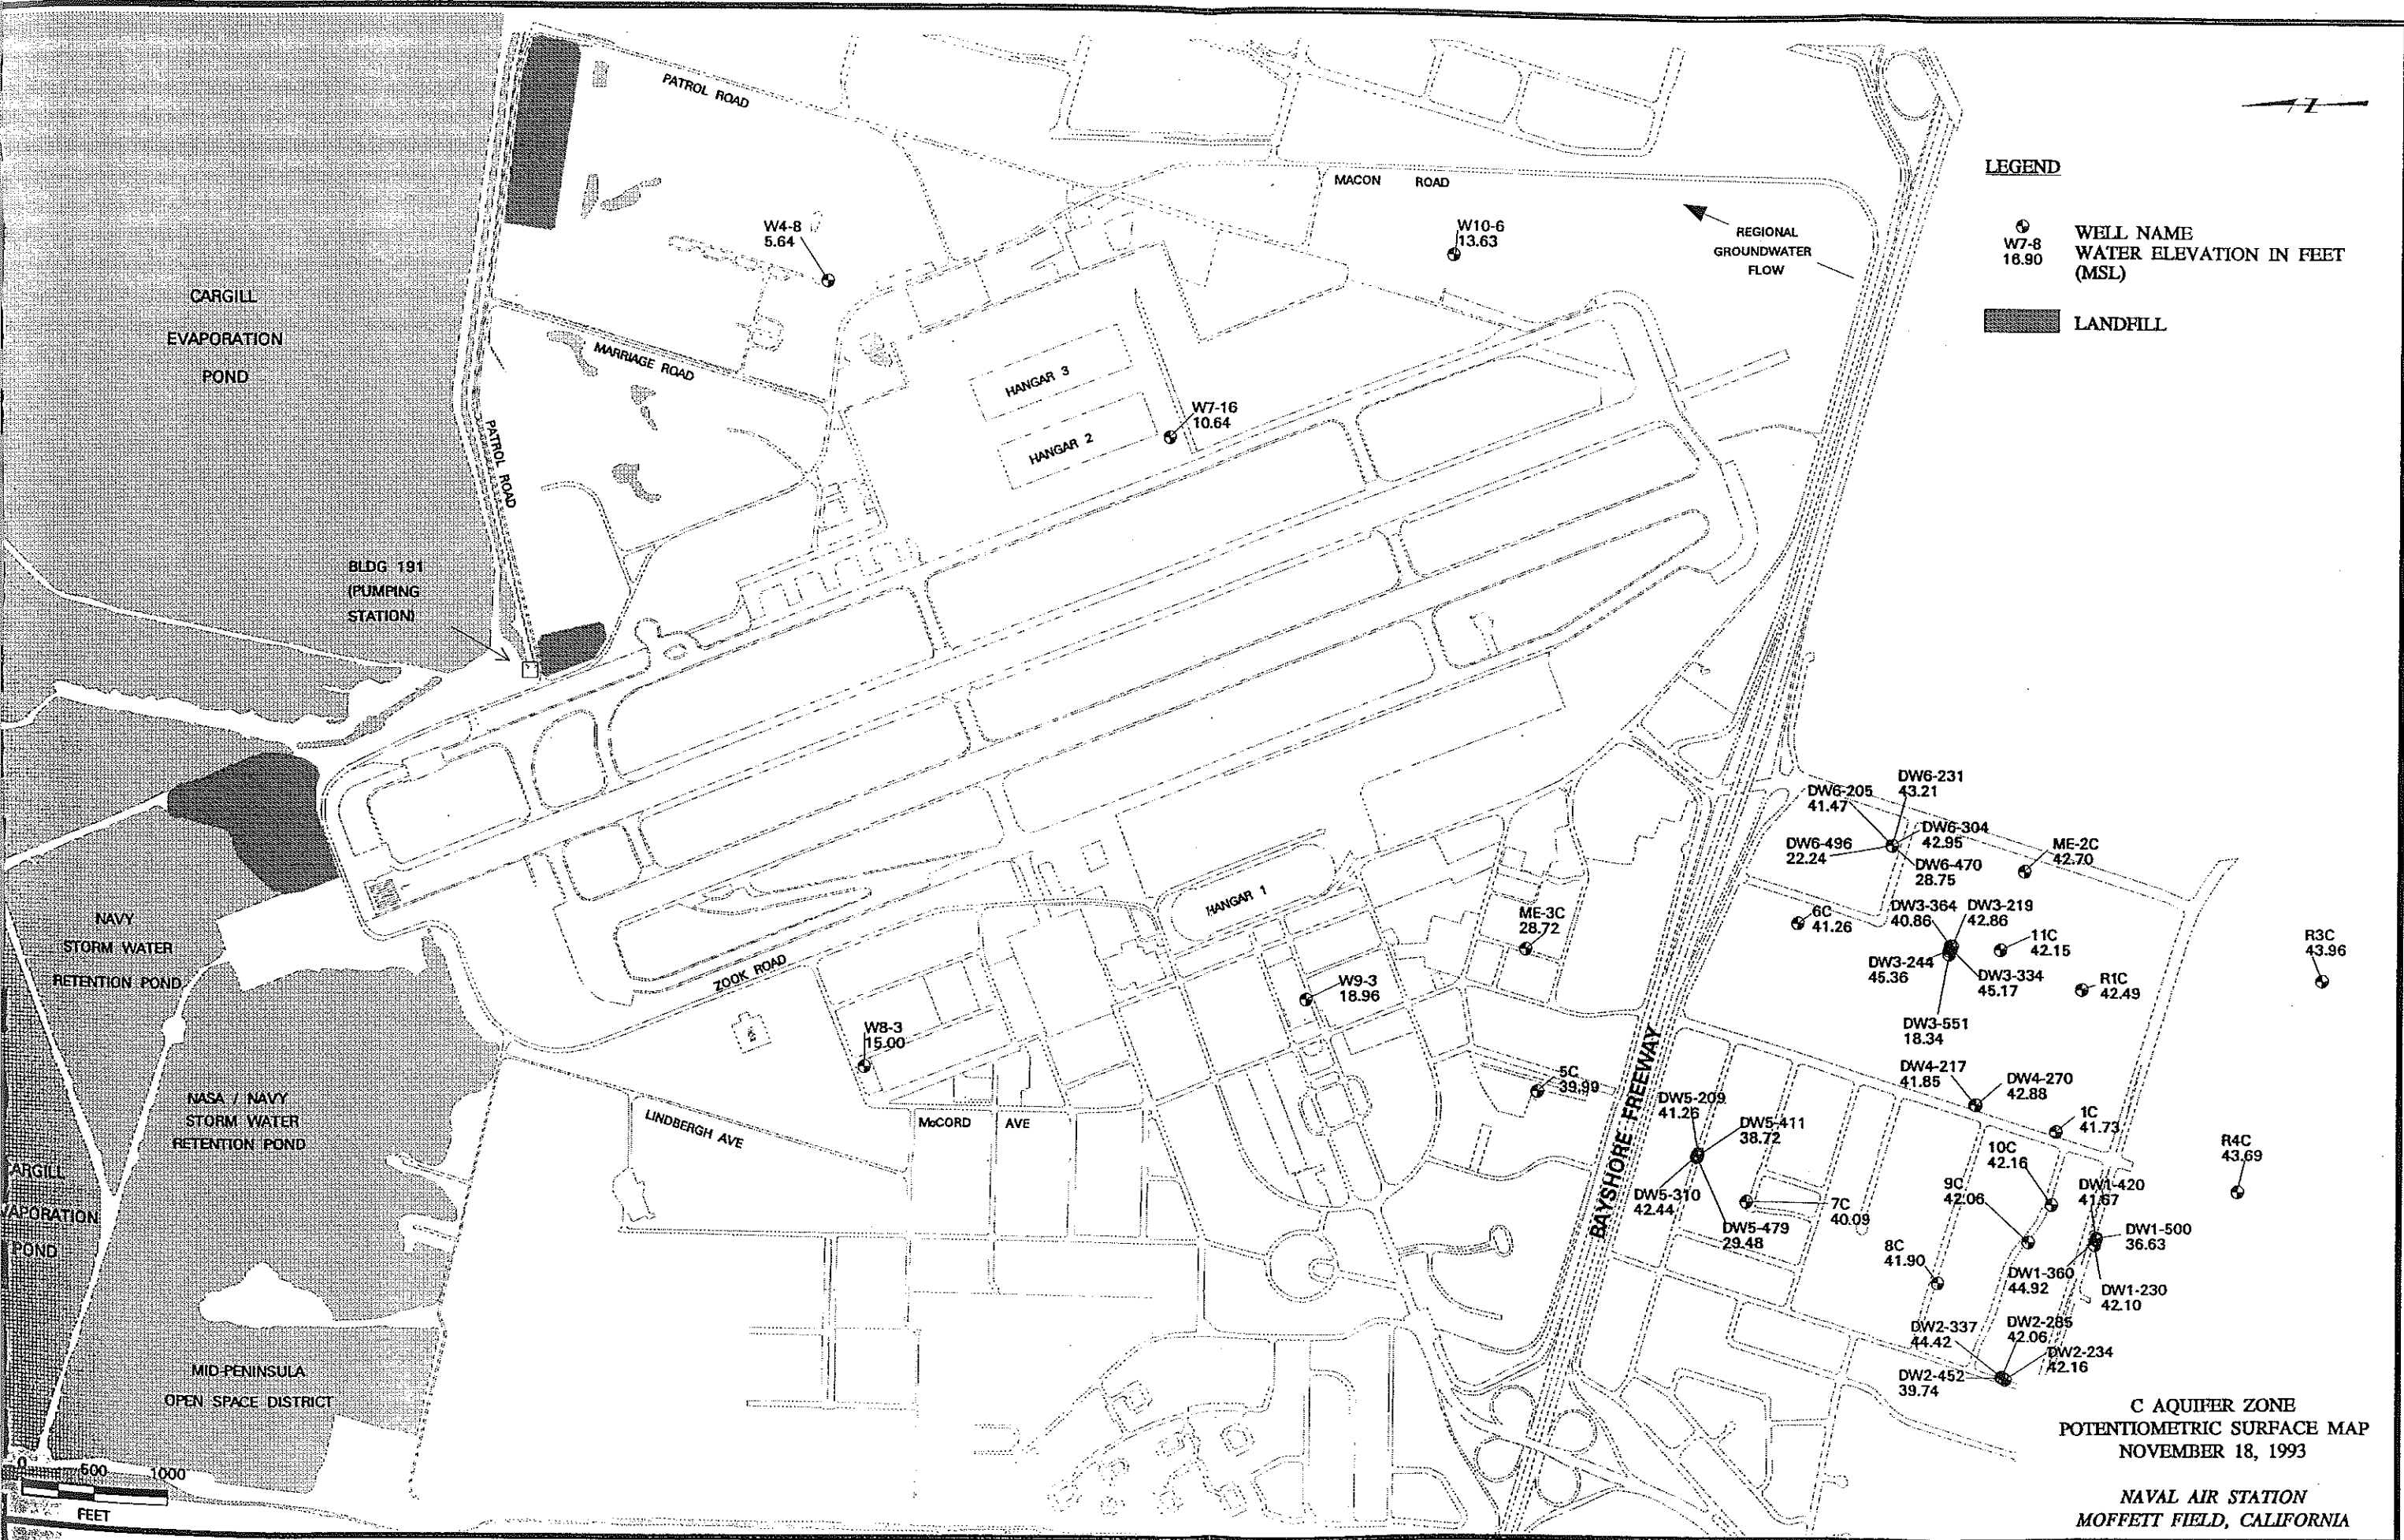 PATROL ROAD
MACON ROAD
LEGEND
W7-8
16.90
WELL NAME
WATER ELEVATION IN FEET
(MSL)
LANDFILL
REGIONAL
GROUNDWATER
FLOW
W4-8
5.64
W10-6
13.63
CARGILL
EVAPORATION
POND
MARRIAGE ROAD
HANGAR 3
HANGAR 2
W7-16
10.64
PATROL ROAD
BLDG 191
(PUMPING
STATION)
NAVY
STORM WATER
RETENTION POND
ZOOK ROAD
HANGAR 1
ME-3C
28.72
W9-3
18.96
W8-3
15.00
5C
39.99
McCORD AVE
LINDBERGH AVE
NASA / NAVY
STORM WATER
RETENTION POND
CARGILL
POND
MID-PENINSULA
OPEN SPACE DISTRICT
BAYSHORE FREEWAY
DW6-231
43.21
DW6-205
41.47
DW6-304
42.95
DW6-496
22.24
DW6-470
28.75
ME-2C
42.70
6C
41.26
DW3-364
40.86
DW3-219
42.86
11C
42.15
DW3-244
45.36
DW3-334
45.17
R1C
42.49
R3C
43.96
DW3-551
18.34
DW4-217
41.85
DW4-270
42.88
1C
41.73
DW5-209
41.26
DW5-411
38.72
DW5-310
42.44
DW5-479
29.48
7C
40.09
10C
42.16
9C
42.06
DW1-420
41.67
R4C
43.69
DW1-500
36.63
8C
41.90
DW1-360
44.92
DW1-230
42.10
DW2-337
44.42
DW2-285
42.06
DW2-234
42.16
DW2-452
39.74
0 500 1000
FEET
C AQUIFER ZONE
POTENTIOMETRIC SURFACE MAP
NOVEMBER 18, 1993
NAVAL AIR STATION
MOFFETT FIELD, CALIFORNIA